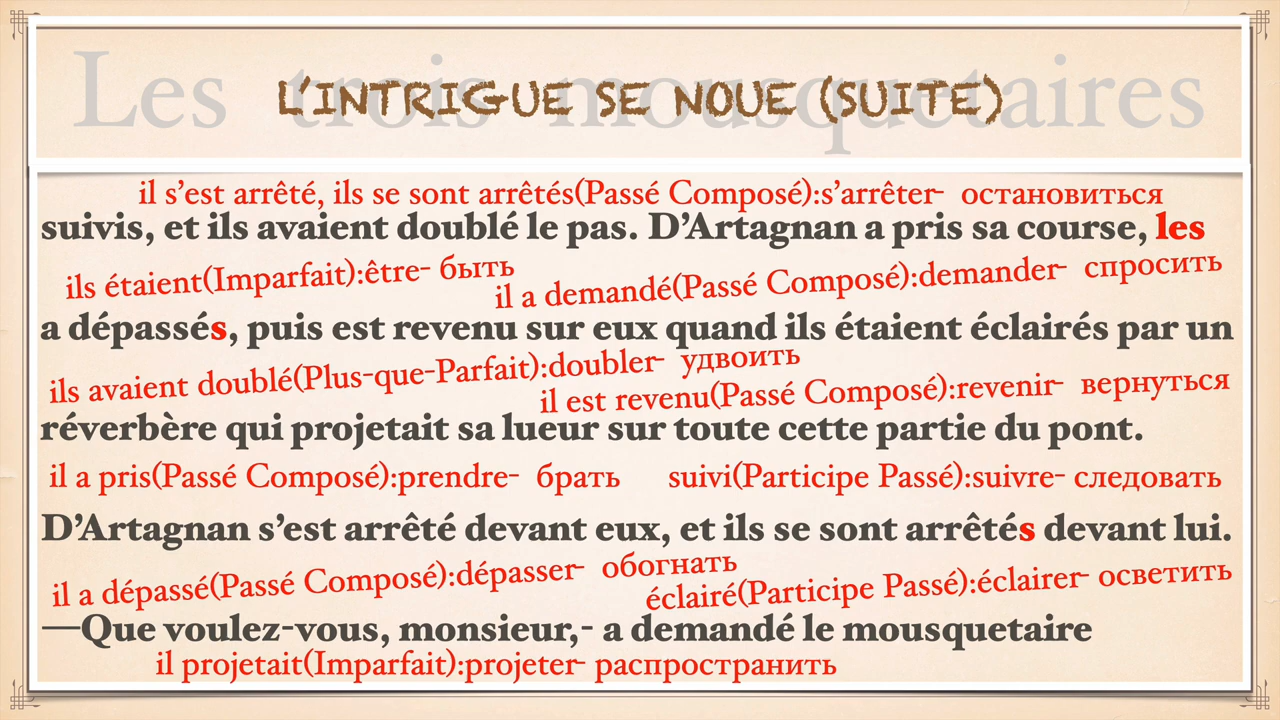 Les trois mousquetaires
L'INTRIGUE SE NOUE (SUITE)
il s'est arrêté, ils se sont arrêtés(Passé Composé):s'arrêter- остановиться
suivis, et ils avaient doublé le pas. D'Artagnan a pris sa course, les
ils étaient(Imparfait):être- быть
il a demandé(Passé Composé):demander- спросить
a dépassés, puis est revenu sur eux quand ils étaient éclairés par un
ils avaient doublé(Plus-que-Parfait):doubler- удвоить
il est revenu(Passé Composé):revenir- вернуться
réverbère qui projetait sa lueur sur toute cette partie du pont.
il a pris(Passé Composé):prendre- брать suivi(Participe Passé):suivre- следовать
D'Artagnan s'est arrêté devant eux, et ils se sont arrêtés devant lui.
il a dépassé(Passé Composé):dépasser- обогнать
éclairé(Participe Passé):éclairer- осветить
—Que voulez-vous, monsieur,- a demandé le mousquetaire
il projetait(Imparfait):projeter- распространить